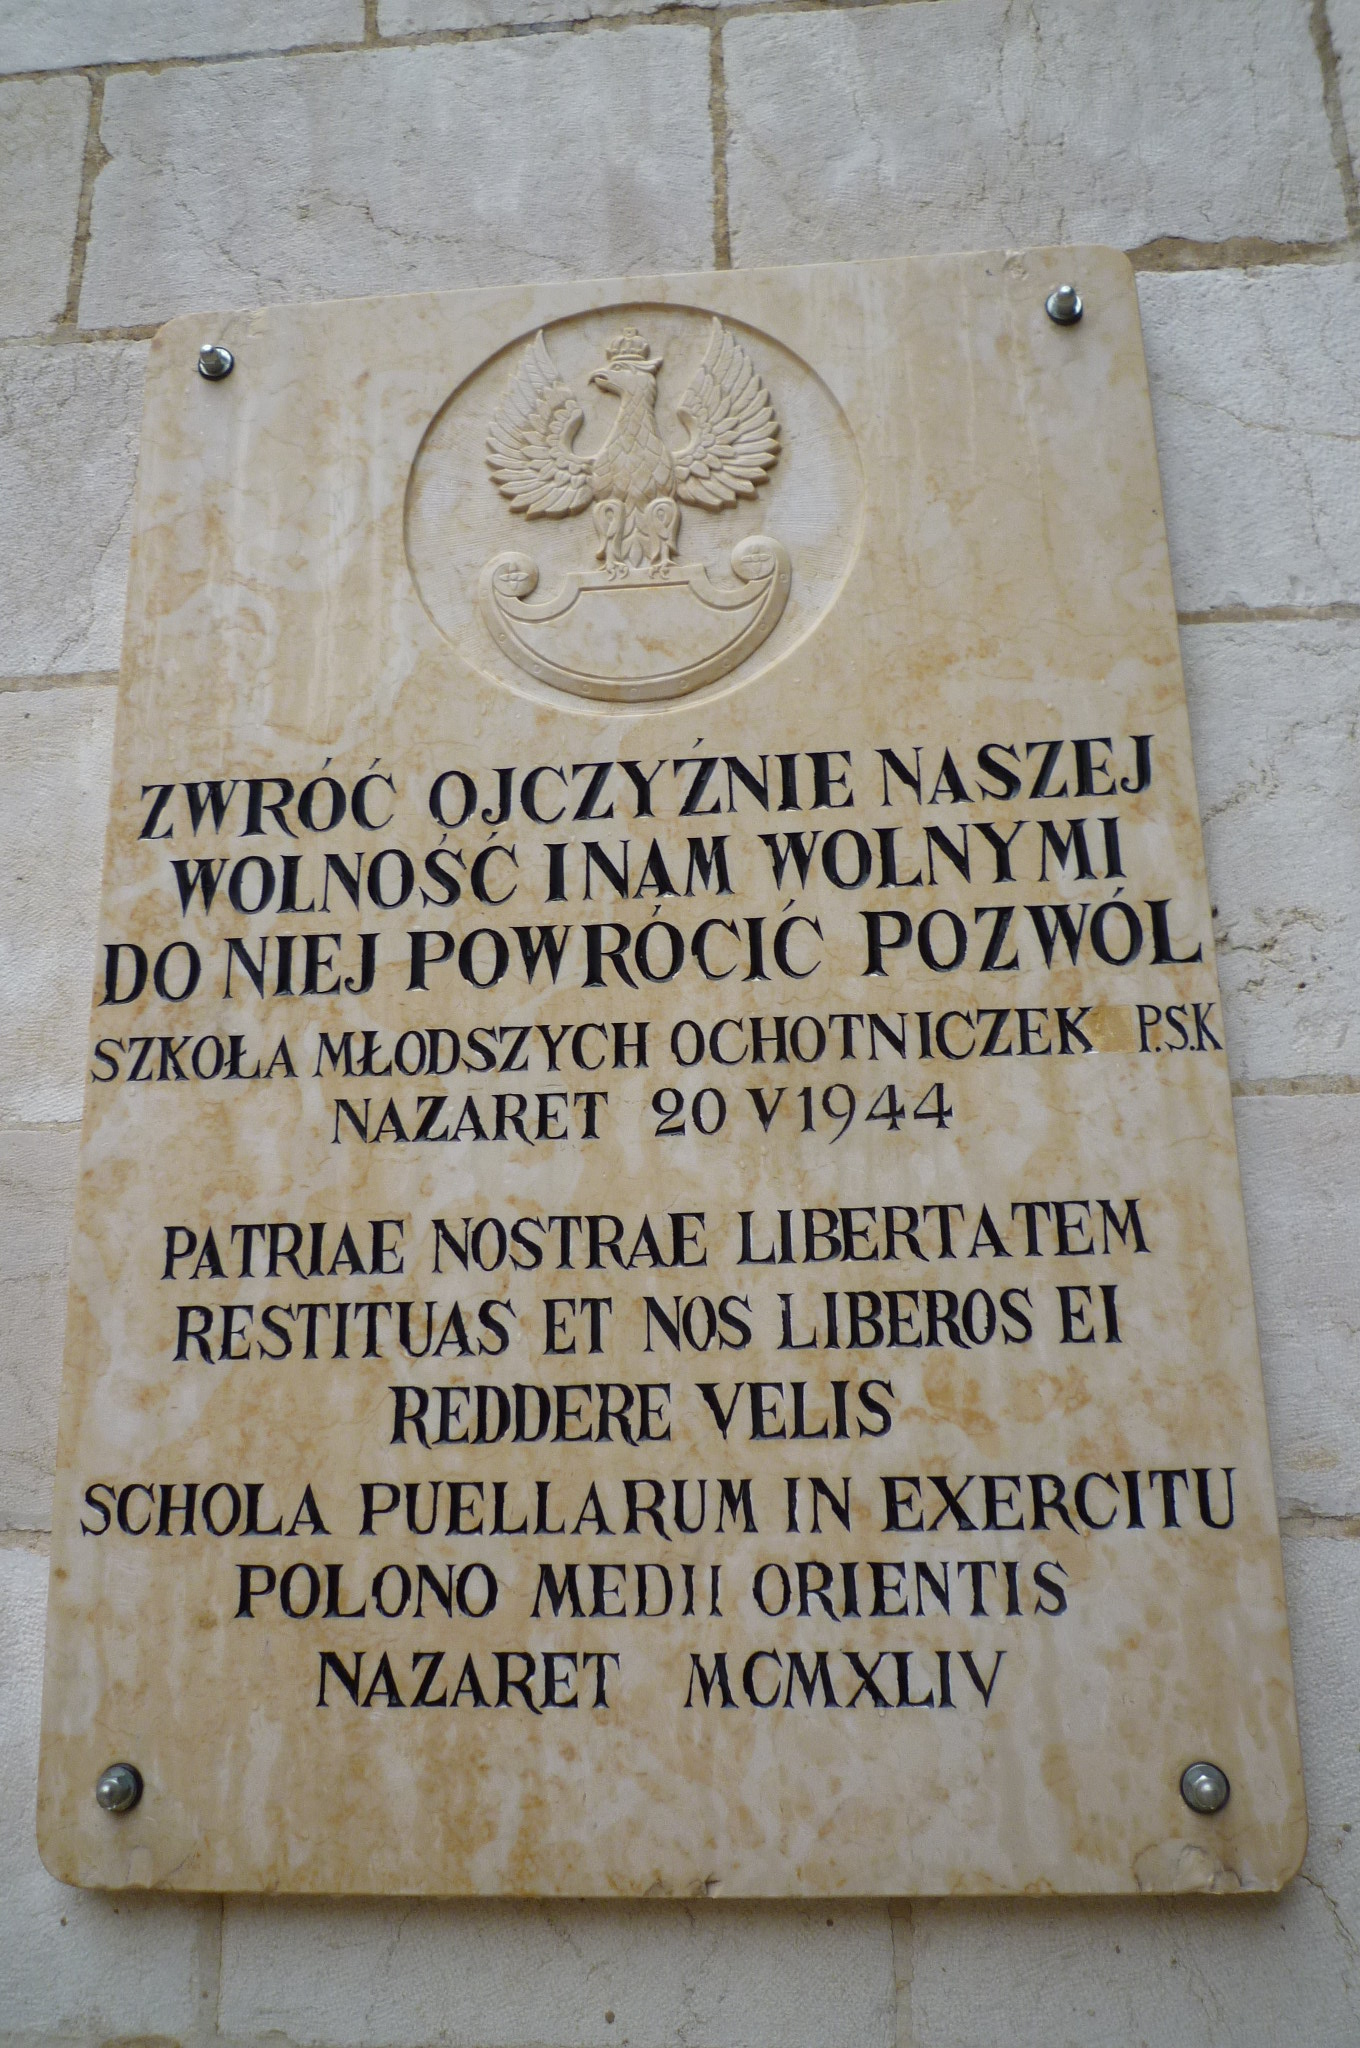 ZWRÓĆ OJCZYŹNIE NASZEJ
WOLNOŚĆ I NAM WOLNYMI
DO NIEJ POWRÓCIĆ POZWÓL
SZKOŁA MŁODSZYCH OCHOTNICZEK P.S.K
NAZARET 20 V 1944
PATRIAE NOSTRAE LIBERTATEM
RESTITUAS ET NOS LIBEROS EI
REDDERE VELIS
SCHOLA PUELLARUM IN EXERCITU
POLONO MEDII ORIENTIS
NAZARET MCMXLIV